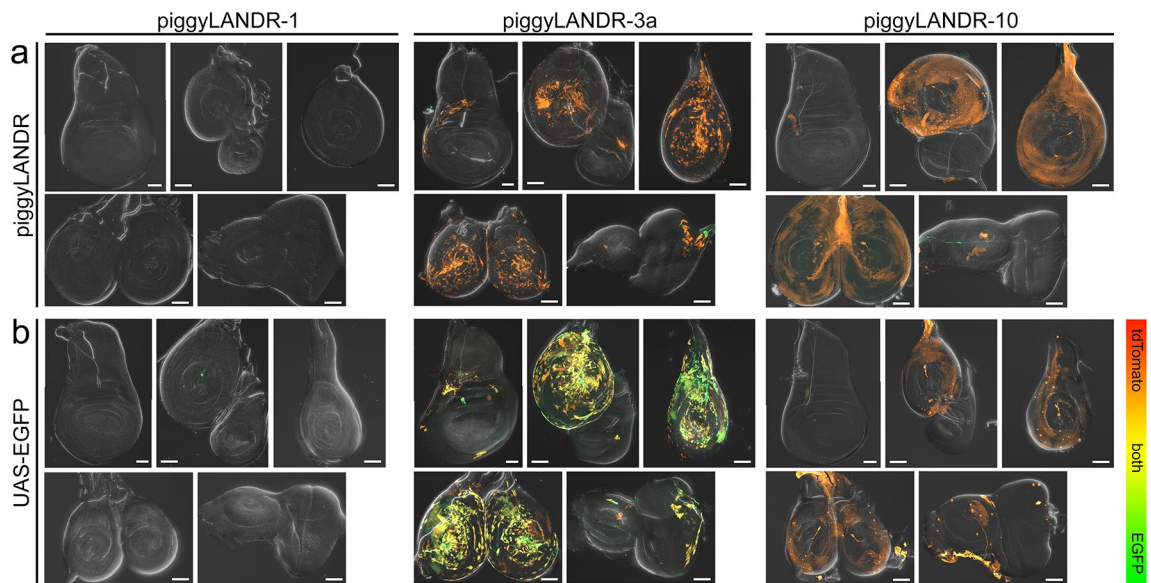 piggyLANDR-1 piggyLANDR-3a piggyLANDR-10
a
piggyLANDR
b
UAS-EGFP
tdTomato
both
EGFP